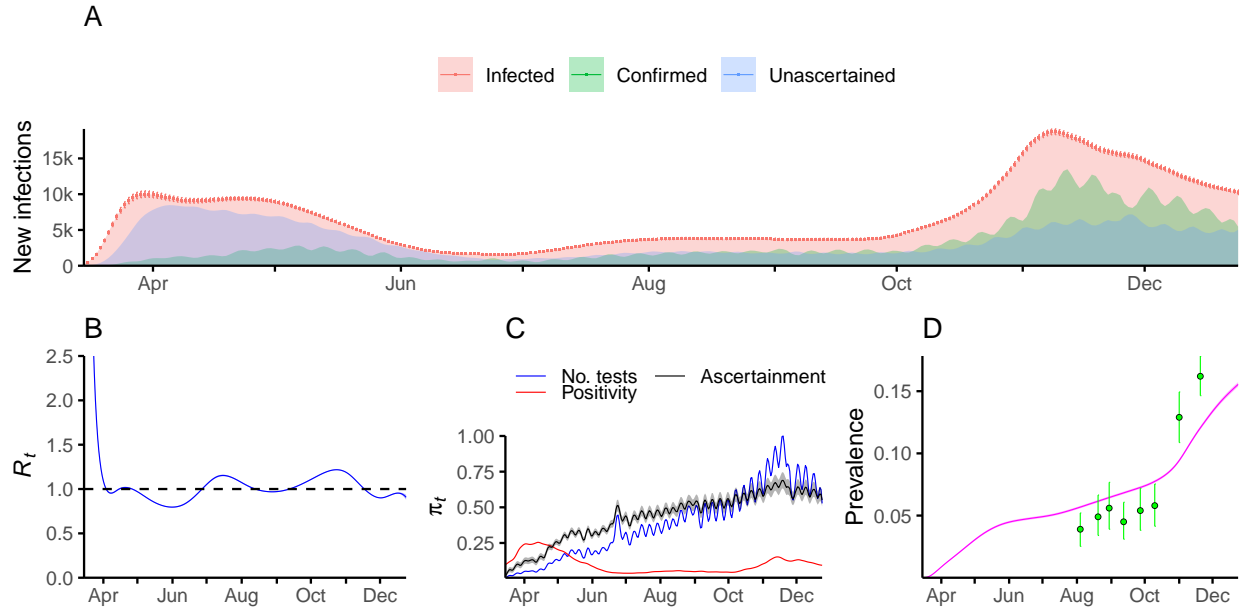 A
Infected Confirmed Unascertained
New infections
15k
10k
5k
0
Apr Jun Aug Oct Dec
B
R_t
2.5
2.0
1.5
1.0
0.5
0.0
Apr Jun Aug Oct Dec
C
No. tests Ascertainment
Positivity
π_t
1.00
0.75
0.50
0.25
Apr Jun Aug Oct Dec
D
Prevalence
0.15
0.10
0.05
Apr Jun Aug Oct Dec